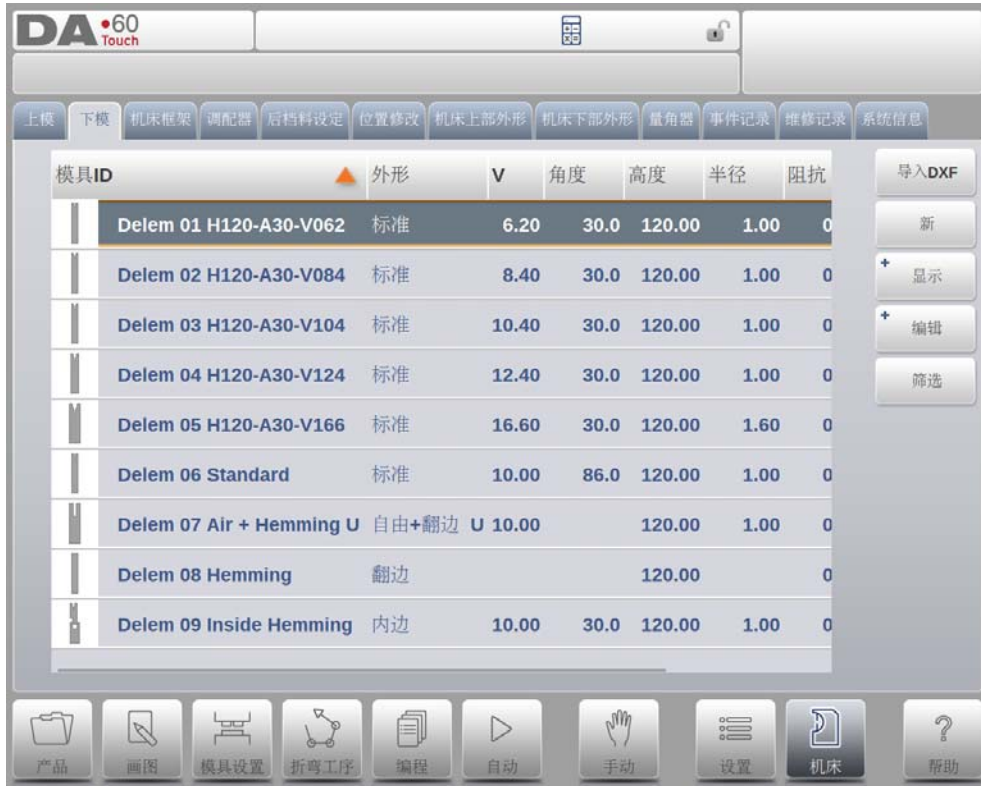 DA•60
Touch
上模 下模 机床框架 调配器 后档料设定 位置修改 机床上部外形 机床下部外形 量角器 事件记录 维修记录 系统信息
模具ID 外形 V 角度 高度 半径 阻抗 导入DXF
Delem 01 H120-A30-V062 标准 6.20 30.0 120.00 1.00 0 新
Delem 02 H120-A30-V084 标准 8.40 30.0 120.00 1.00 0 + 显示
Delem 03 H120-A30-V104 标准 10.40 30.0 120.00 1.00 0 + 编辑
Delem 04 H120-A30-V124 标准 12.40 30.0 120.00 1.00 0 筛选
Delem 05 H120-A30-V166 标准 16.60 30.0 120.00 1.60 0
Delem 06 Standard 标准 10.00 86.0 120.00 1.00 0
Delem 07 Air + Hemming U 自由+翻边 U 10.00 120.00 1.00 0
Delem 08 Hemming 翻边 120.00 0
Delem 09 Inside Hemming 内边 10.00 30.0 120.00 1.00 0
产品 画图 模具设置 折弯工序 编程 自动 手动 设置 机床 帮助